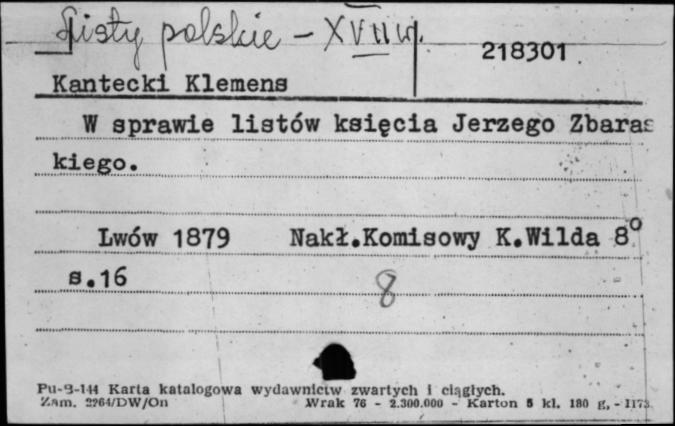 Listy polskie - XVII w.
218301
Kantecki Klemens
W sprawie listów księcia Jerzego Zbaras
kiego.
Lwów 1879 Nakł.Komisowy K.Wilda 8°
s.16
8
Pu-B-144 Karta katalogowa wydawnictw zwartych i ciągłych.
Zam. 2264/DW/On Wrak 76 - 2.300.000 - Karton 5 kl. 180 g, - 1173